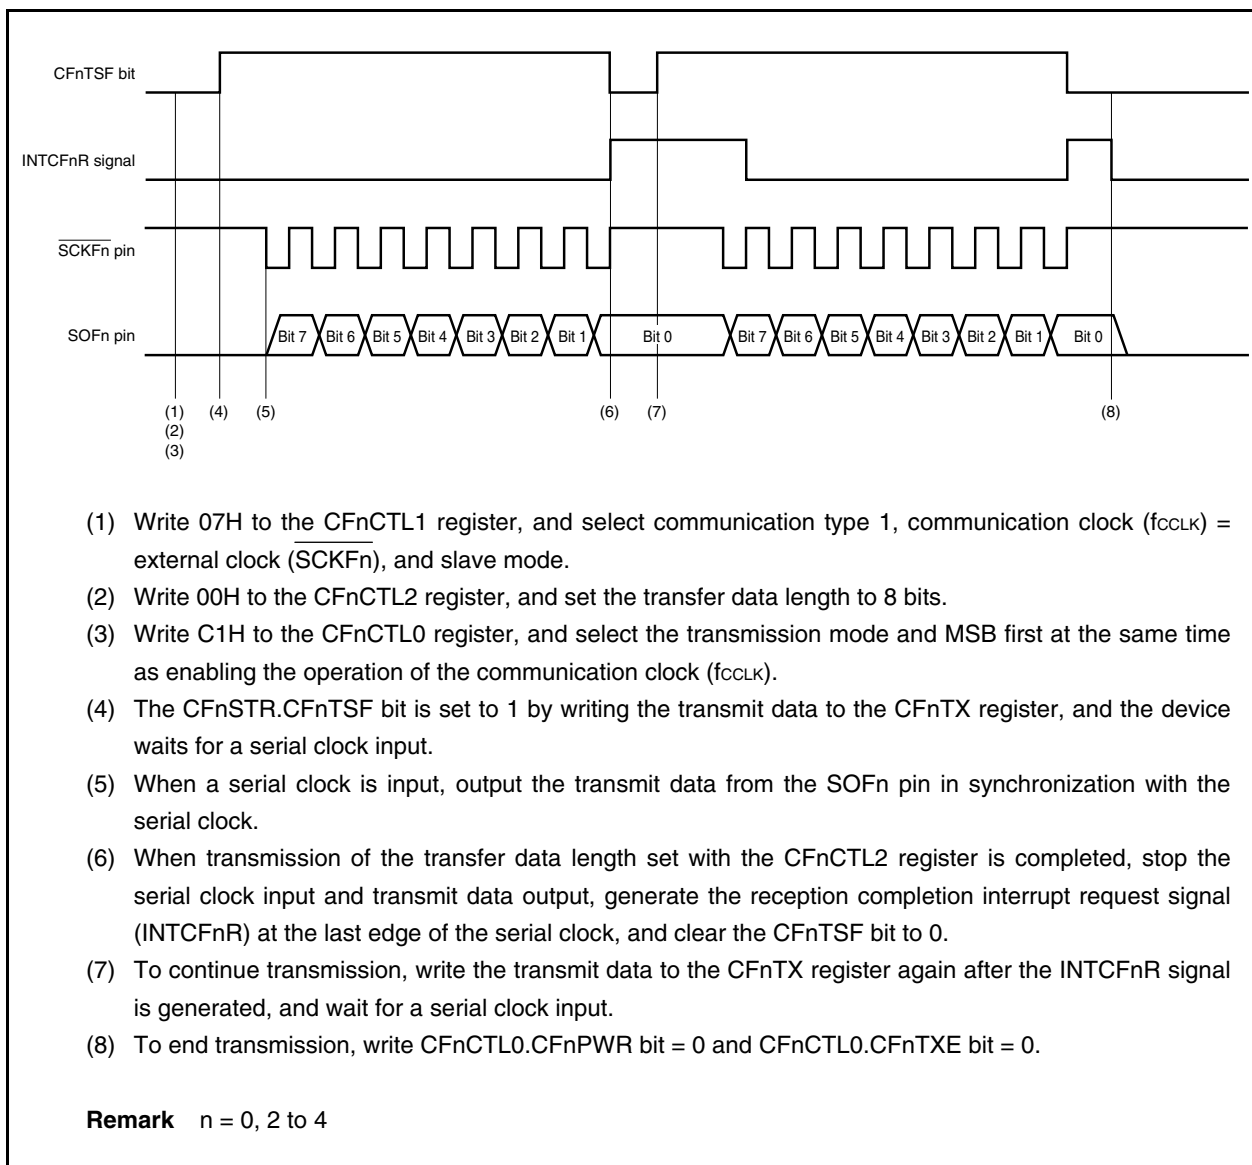 CFnTSF bit
INTCFnR signal
SCKFn pin
SOFn pin
Bit 7 Bit 6 Bit 5 Bit 4 Bit 3 Bit 2 Bit 1 Bit 0 Bit 7 Bit 6 Bit 5 Bit 4 Bit 3 Bit 2 Bit 1 Bit 0
(1) (4) (5) (6) (7) (8)
(2)
(3)
(1) Write 07H to the CFnCTL1 register, and select communication type 1, communication clock (fCCLK) =
external clock (SCKFn), and slave mode.
(2) Write 00H to the CFnCTL2 register, and set the transfer data length to 8 bits.
(3) Write C1H to the CFnCTL0 register, and select the transmission mode and MSB first at the same time
as enabling the operation of the communication clock (fCCLK).
(4) The CFnSTR.CFnTSF bit is set to 1 by writing the transmit data to the CFnTX register, and the device
waits for a serial clock input.
(5) When a serial clock is input, output the transmit data from the SOFn pin in synchronization with the
serial clock.
(6) When transmission of the transfer data length set with the CFnCTL2 register is completed, stop the
serial clock input and transmit data output, generate the reception completion interrupt request signal
(INTCFnR) at the last edge of the serial clock, and clear the CFnTSF bit to 0.
(7) To continue transmission, write the transmit data to the CFnTX register again after the INTCFnR signal
is generated, and wait for a serial clock input.
(8) To end transmission, write CFnCTL0.CFnPWR bit = 0 and CFnCTL0.CFnTXE bit = 0.
Remark n = 0, 2 to 4